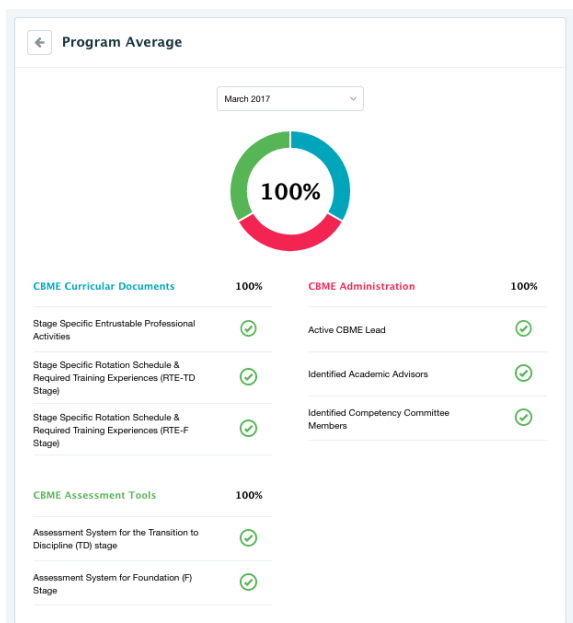 Program Average
March 2017
100%
CBME Curricular Documents 100%
Stage Specific Entrustable Professional
Activities
Stage Specific Rotation Schedule &
Required Training Experiences (RTE-TD
Stage)
Stage Specific Rotation Schedule &
Required Training Experiences (RTE-F
Stage)
CBME Administration 100%
Active CBME Lead
Identified Academic Advisors
Identified Competency Committee
Members
CBME Assessment Tools 100%
Assessment System for the Transition to
Discipline (TD) stage
Assessment System for Foundation (F)
Stage